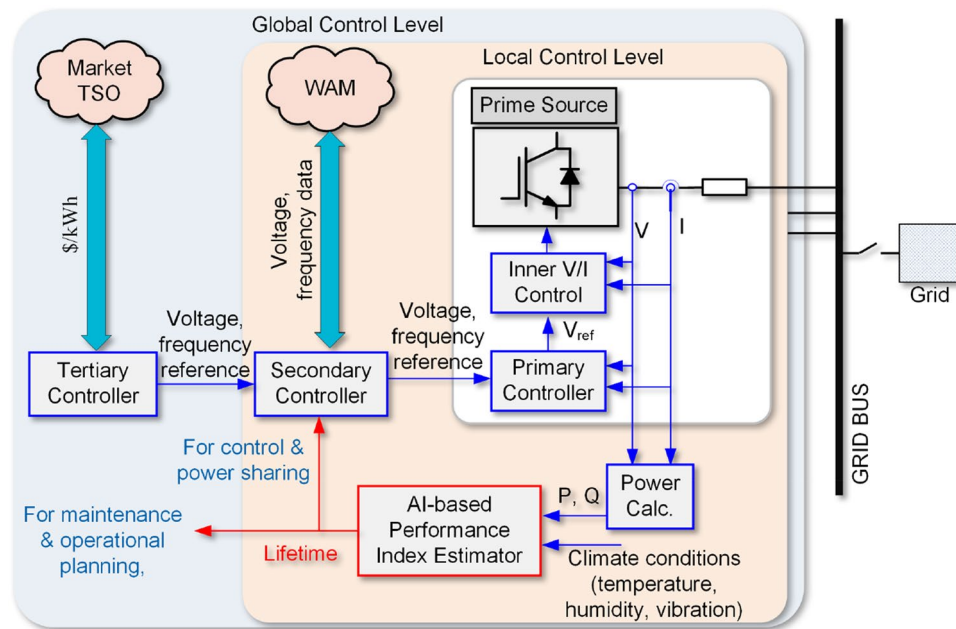 Global Control Level
Market
TSO
WAM
Local Control Level
Prime Source
$/kWh
Voltage,
frequency data
V
I
Inner V/I
Control
Grid
Voltage,
frequency
reference
Voltage,
frequency
reference
Vref
Tertiary
Controller
Secondary
Controller
Primary
Controller
GRID BUS
For control &
power sharing
P, Q
Power
Calc.
For maintenance
& operational
planning,
Lifetime
AI-based
Performance
Index Estimator
Climate conditions
(temperature,
humidity, vibration)